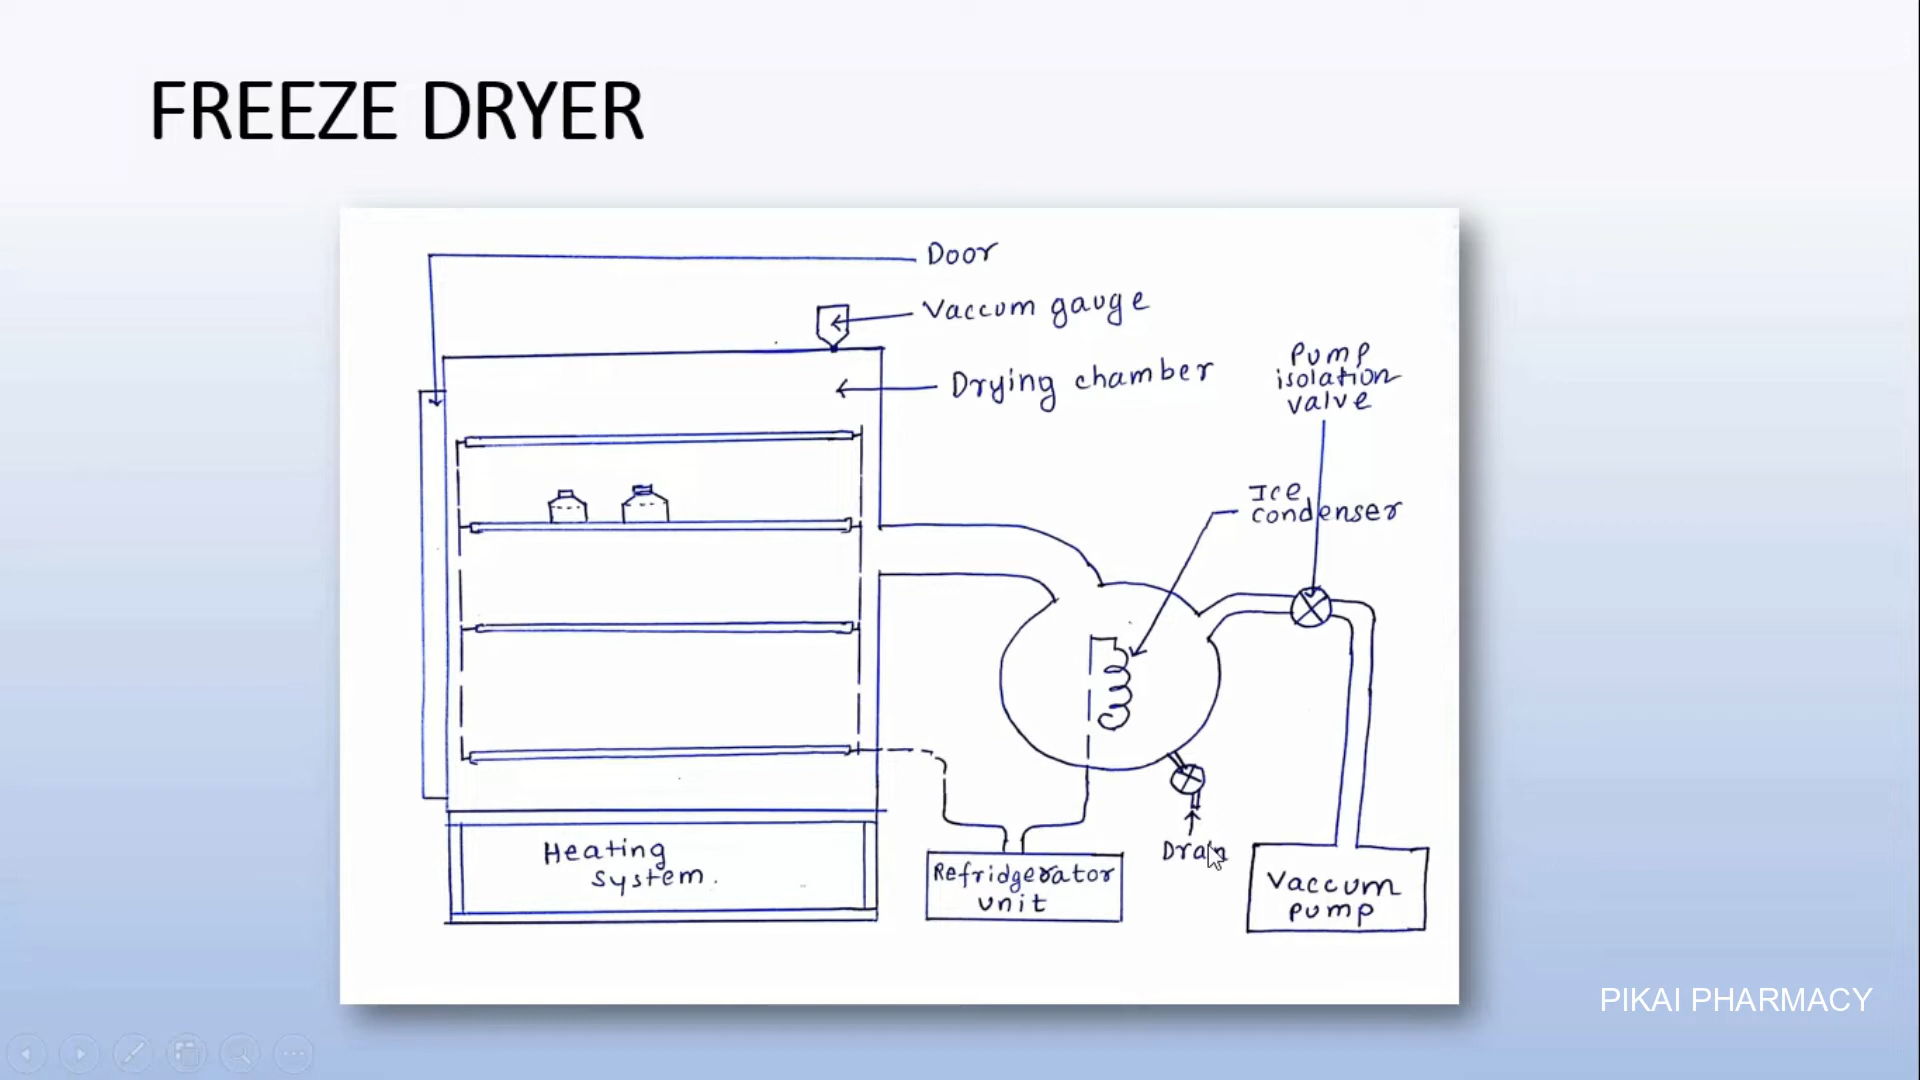 FREEZE DRYER
Door
Vaccum gauge
Drying chamber
Pump
isolation
valve
Ice
condenser
Heating
system.
Refridgerator
unit
Drain
Vaccum
pump
PIKAI PHARMACY